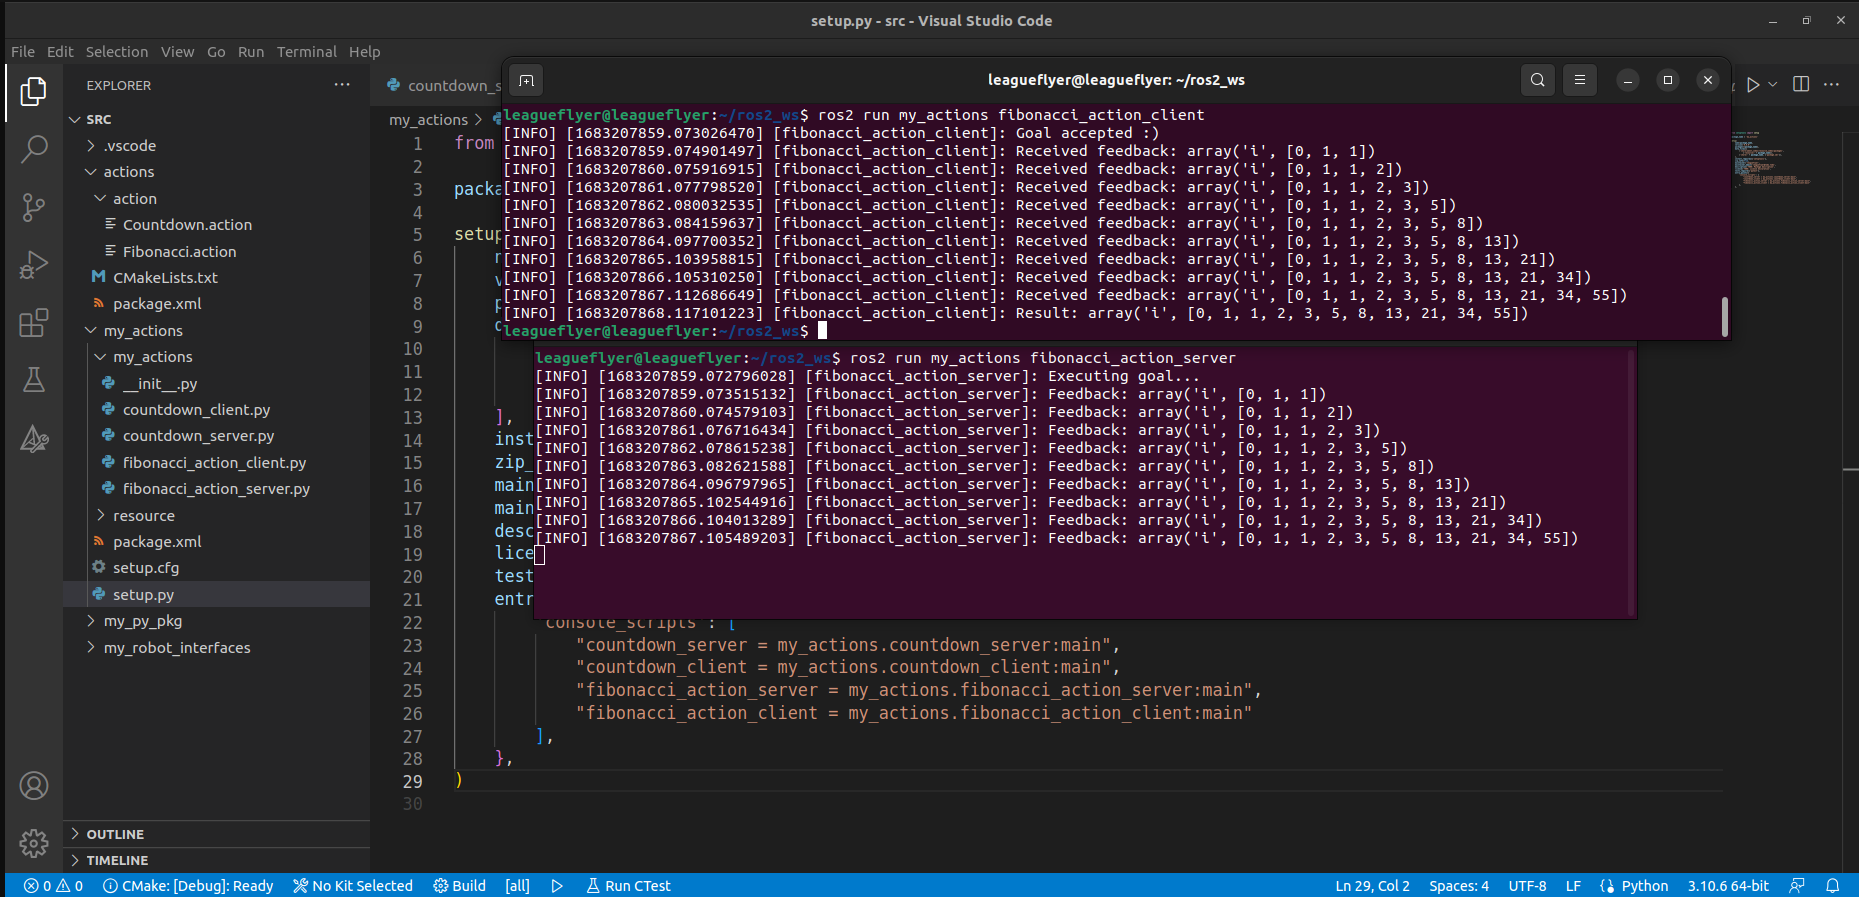 setup.py - src - Visual Studio Code
File Edit Selection View Go Run Terminal Help
EXPLORER
SRC
.vscode
actions
action
Countdown.action
Fibonacci.action
CMakeLists.txt
package.xml
my_actions
my_actions
__init__.py
countdown_client.py
countdown_server.py
fibonacci_action_client.py
fibonacci_action_server.py
resource
package.xml
setup.cfg
setup.py
my_py_pkg
my_robot_interfaces
OUTLINE
TIMELINE
countdown_s
my_actions >
leagueflyer@leagueflyer: ~/ros2_ws
leagueflyer@leagueflyer:~/ros2_ws$ ros2 run my_actions fibonacci_action_client
[INFO] [1683207859.073026470] [fibonacci_action_client]: Goal accepted :)
[INFO] [1683207859.074901497] [fibonacci_action_client]: Received feedback: array('i', [0, 1, 1])
[INFO] [1683207860.075916915] [fibonacci_action_client]: Received feedback: array('i', [0, 1, 1, 2])
[INFO] [1683207861.077798520] [fibonacci_action_client]: Received feedback: array('i', [0, 1, 1, 2, 3])
[INFO] [1683207862.080032535] [fibonacci_action_client]: Received feedback: array('i', [0, 1, 1, 2, 3, 5])
[INFO] [1683207863.084159637] [fibonacci_action_client]: Received feedback: array('i', [0, 1, 1, 2, 3, 5, 8])
[INFO] [1683207864.097700352] [fibonacci_action_client]: Received feedback: array('i', [0, 1, 1, 2, 3, 5, 8, 13])
[INFO] [1683207865.103958815] [fibonacci_action_client]: Received feedback: array('i', [0, 1, 1, 2, 3, 5, 8, 13, 21])
[INFO] [1683207866.105310250] [fibonacci_action_client]: Received feedback: array('i', [0, 1, 1, 2, 3, 5, 8, 13, 21, 34])
[INFO] [1683207867.112686649] [fibonacci_action_client]: Received feedback: array('i', [0, 1, 1, 2, 3, 5, 8, 13, 21, 34, 55])
[INFO] [1683207868.117101223] [fibonacci_action_client]: Result: array('i', [0, 1, 1, 2, 3, 5, 8, 13, 21, 34, 55])
leagueflyer@leagueflyer:~/ros2_ws$
leagueflyer@leagueflyer:~/ros2_ws$ ros2 run my_actions fibonacci_action_server
[INFO] [1683207859.072796028] [fibonacci_action_server]: Executing goal...
[INFO] [1683207859.073515132] [fibonacci_action_server]: Feedback: array('i', [0, 1, 1])
[INFO] [1683207860.074579103] [fibonacci_action_server]: Feedback: array('i', [0, 1, 1, 2])
[INFO] [1683207861.076716434] [fibonacci_action_server]: Feedback: array('i', [0, 1, 1, 2, 3])
[INFO] [1683207862.078615238] [fibonacci_action_server]: Feedback: array('i', [0, 1, 1, 2, 3, 5])
[INFO] [1683207863.082621588] [fibonacci_action_server]: Feedback: array('i', [0, 1, 1, 2, 3, 5, 8])
[INFO] [1683207864.096797965] [fibonacci_action_server]: Feedback: array('i', [0, 1, 1, 2, 3, 5, 8, 13])
[INFO] [1683207865.102544916] [fibonacci_action_server]: Feedback: array('i', [0, 1, 1, 2, 3, 5, 8, 13, 21])
[INFO] [1683207866.104013289] [fibonacci_action_server]: Feedback: array('i', [0, 1, 1, 2, 3, 5, 8, 13, 21, 34])
[INFO] [1683207867.105489203] [fibonacci_action_server]: Feedback: array('i', [0, 1, 1, 2, 3, 5, 8, 13, 21, 34, 55])
1 from
2
3 packa
4
5 setup
6 n
7 v
8 p
9 d
10
11
12
13 ],
14 inst
15 zip_
16 main
17 main
18 desc
19 lice
20 test
21 entr
22 console_scripts : [
23 "countdown_server = my_actions.countdown_server:main",
24 "countdown_client = my_actions.countdown_client:main",
25 "fibonacci_action_server = my_actions.fibonacci_action_server:main",
26 "fibonacci_action_client = my_actions.fibonacci_action_client:main"
27 ],
28 },
29 )
30
0 0 CMake: [Debug]: Ready No Kit Selected Build [all] Run CTest Ln 29, Col 2 Spaces: 4 UTF-8 LF Python 3.10.6 64-bit